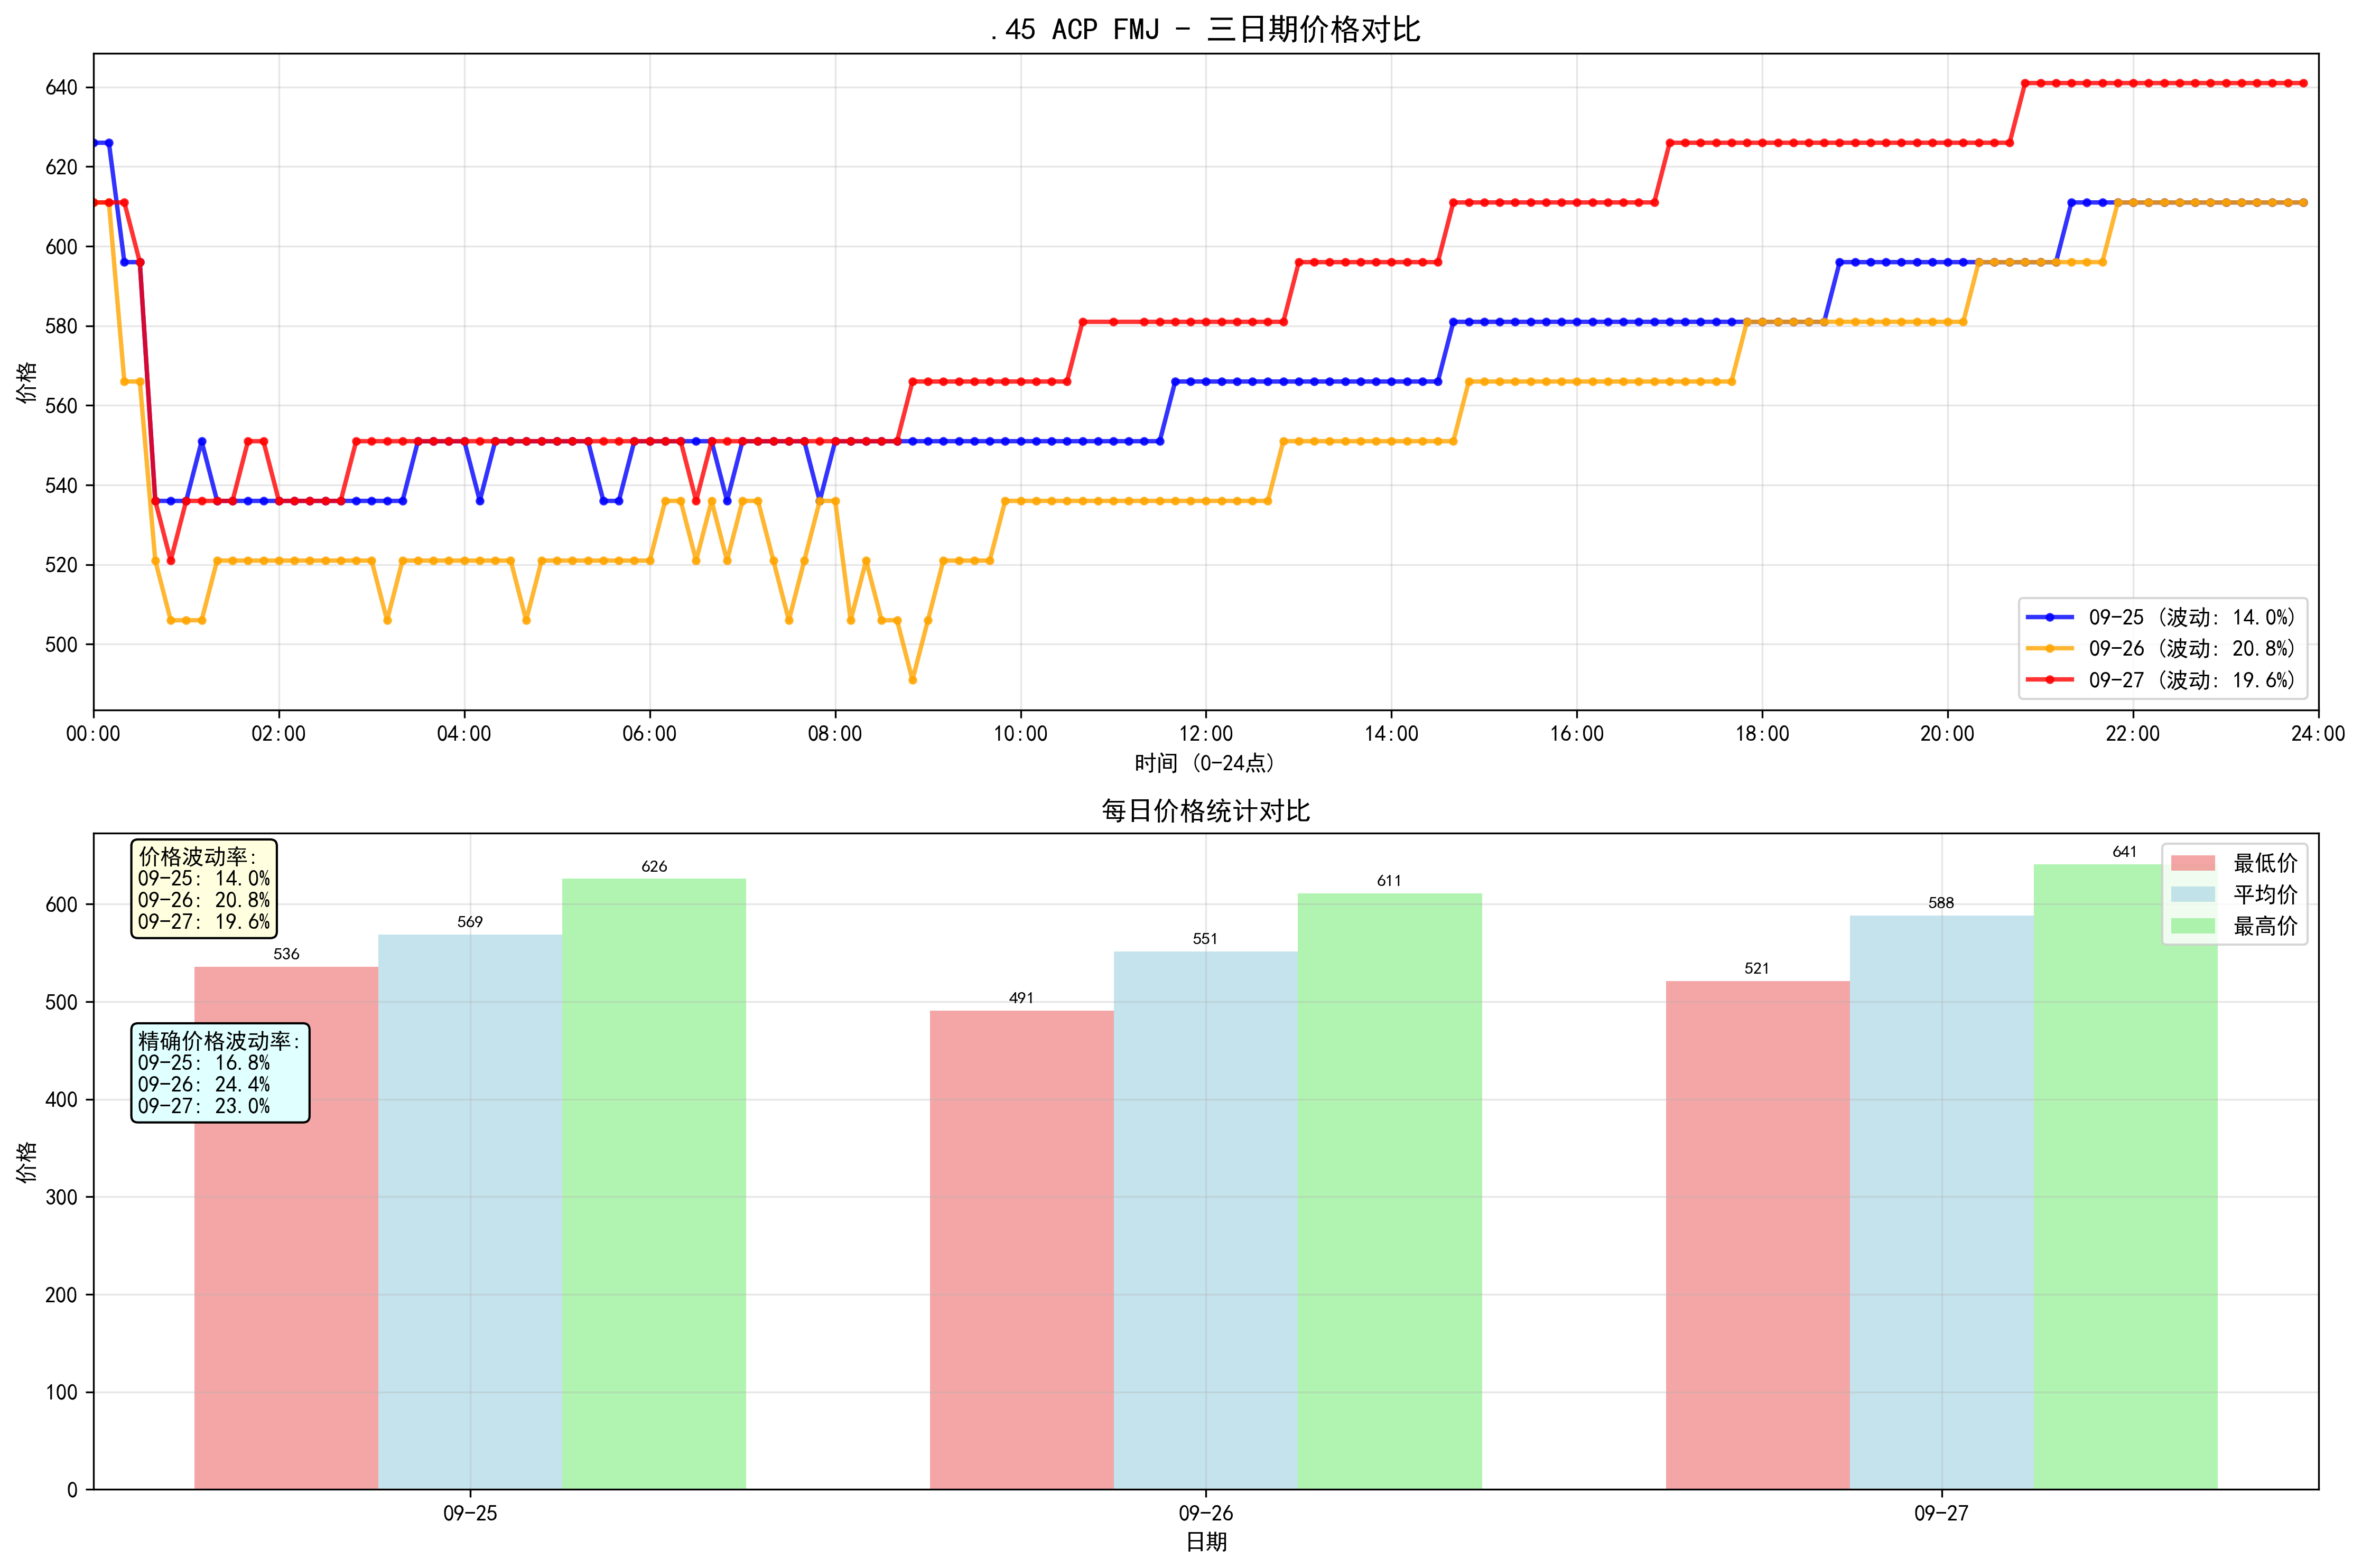 .45 ACP FMJ - 三日期价格对比
价格
640
620
600
580
560
540
520
500
09-25 (波动: 14.0%)
09-26 (波动: 20.8%)
09-27 (波动: 19.6%)
00:00 02:00 04:00 06:00 08:00 10:00 12:00 14:00 16:00 18:00 20:00 22:00 24:00
时间 (0-24点)
每日价格统计对比
价格
600
500
400
300
200
100
0
价格波动率:
09-25: 14.0%
09-26: 20.8%
09-27: 19.6%
精确价格波动率:
09-25: 16.8%
09-26: 24.4%
09-27: 23.0%
536
569
626
491
551
611
521
588
641
最低价
平均价
最高价
09-25 09-26 09-27
日期